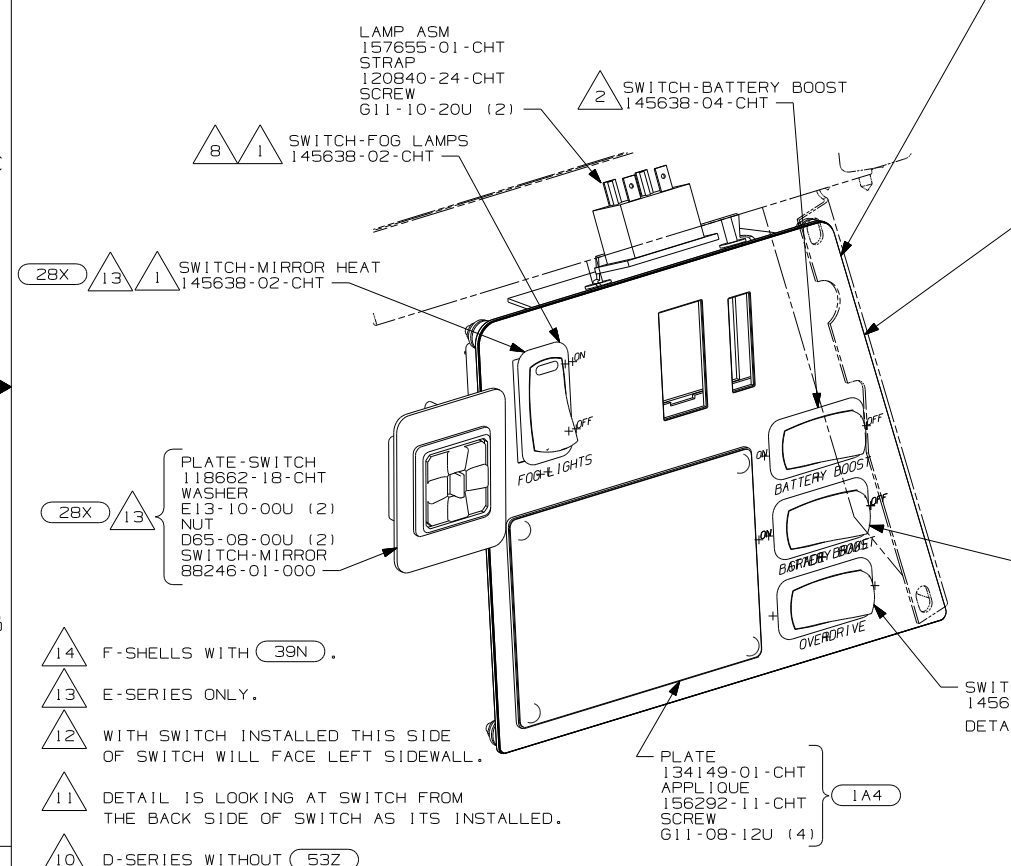 LAMP ASM
157655-01-CHT
STRAP
120840-24-CHT
SCREW
G11-10-20U (2)
2 SWITCH-BATTERY BOOST
145638-04-CHT
8 1 SWITCH-FOG LAMPS
145638-02-CHT
28X 13 1 SWITCH-MIRROR HEAT
145638-02-CHT
ON
OFF
FOG LIGHTS
PLATE-SWITCH
118662-18-CHT
WASHER
E13-10-00U (2)
28X 13
NUT
D65-08-00U (2)
SWITCH-MIRROR
88246-01-000
ON
OFF
BATTERY BOOST
ON
OFF
OVERDRIVE
14 F-SHELLS WITH 39N .
13 E-SERIES ONLY.
12 WITH SWITCH INSTALLED THIS SIDE
OF SWITCH WILL FACE LEFT SIDEWALL.
11 DETAIL IS LOOKING AT SWITCH FROM
THE BACK SIDE OF SWITCH AS ITS INSTALLED.
10 D-SERIES WITHOUT 53Z
SWIT
1456
DETA
PLATE
134149-01-CHT
APPLIQUE
156292-11-CHT
1A4
SCREW
G11-08-12U (4)